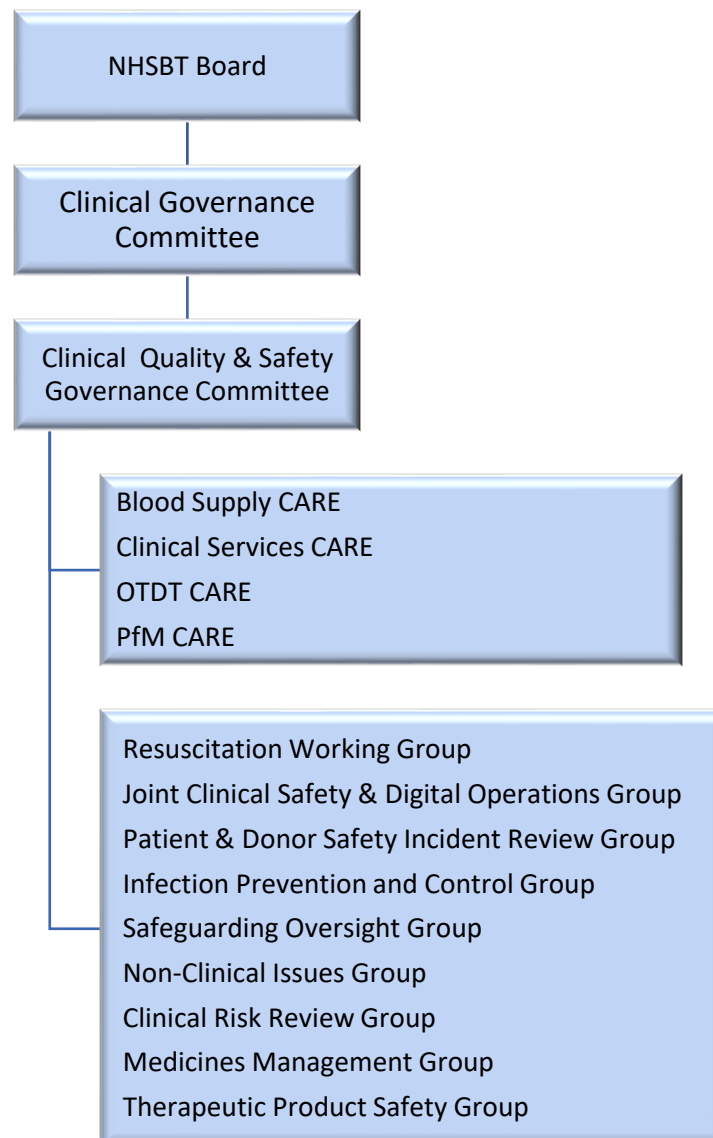 NHSBT Board
Clinical Governance
Committee
Clinical Quality & Safety
Governance Committee
Blood Supply CARE
Clinical Services CARE
OTDT CARE
PfM CARE
Resuscitation Working Group
Joint Clinical Safety & Digital Operations Group
Patient & Donor Safety Incident Review Group
Infection Prevention and Control Group
Safeguarding Oversight Group
Non-Clinical Issues Group
Clinical Risk Review Group
Medicines Management Group
Therapeutic Product Safety Group